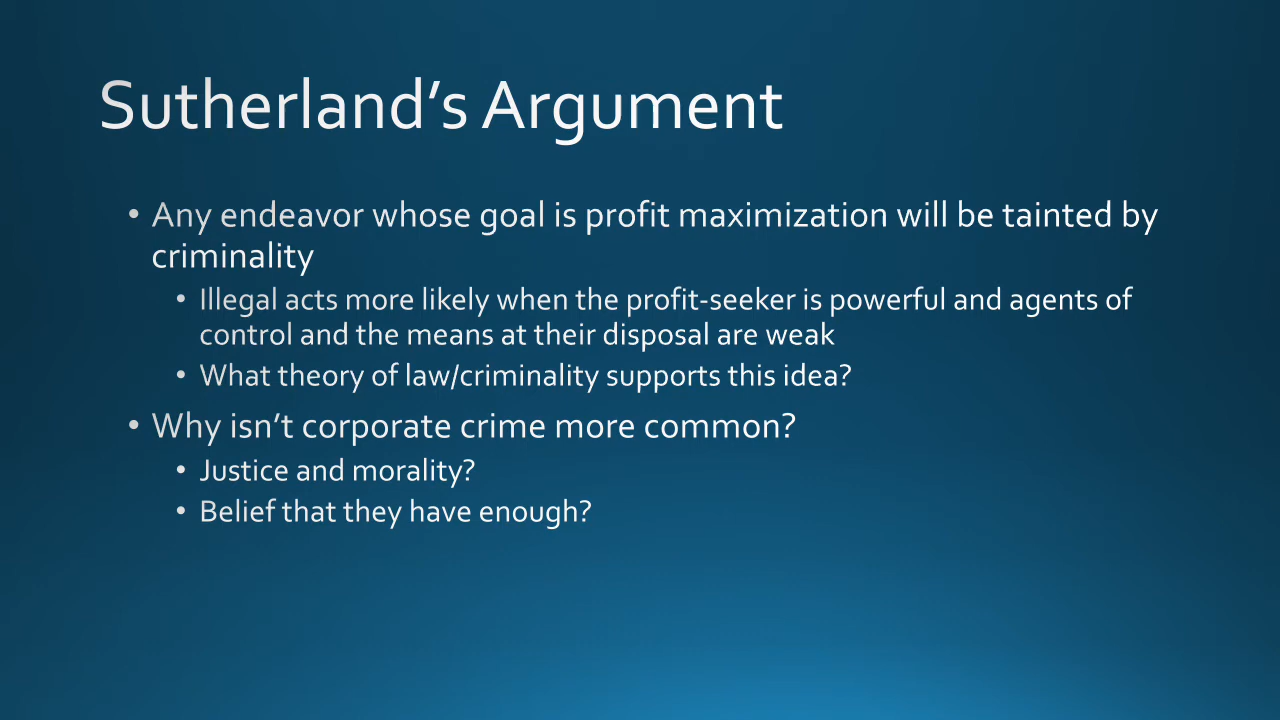 Sutherland’s Argument
• Any endeavor whose goal is profit maximization will be tainted by
criminality
• Illegal acts more likely when the profit-seeker is powerful and agents of
control and the means at their disposal are weak
• What theory of law/criminality supports this idea?
• Why isn’t corporate crime more common?
• Justice and morality?
• Belief that they have enough?